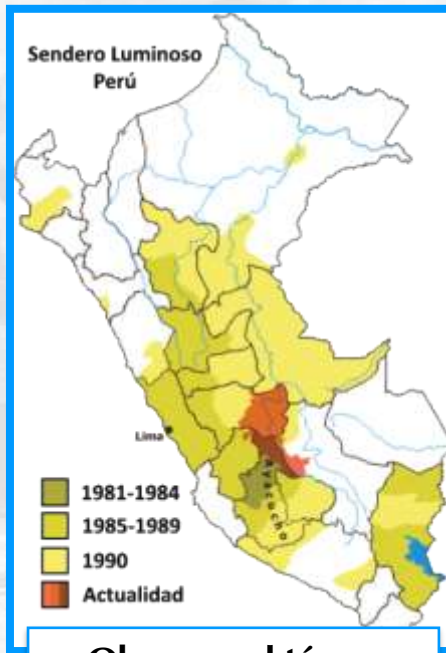 Sendero Luminoso
Perú
Lima
Ayacucho
1981-1984
1985-1989
1990
Actualidad